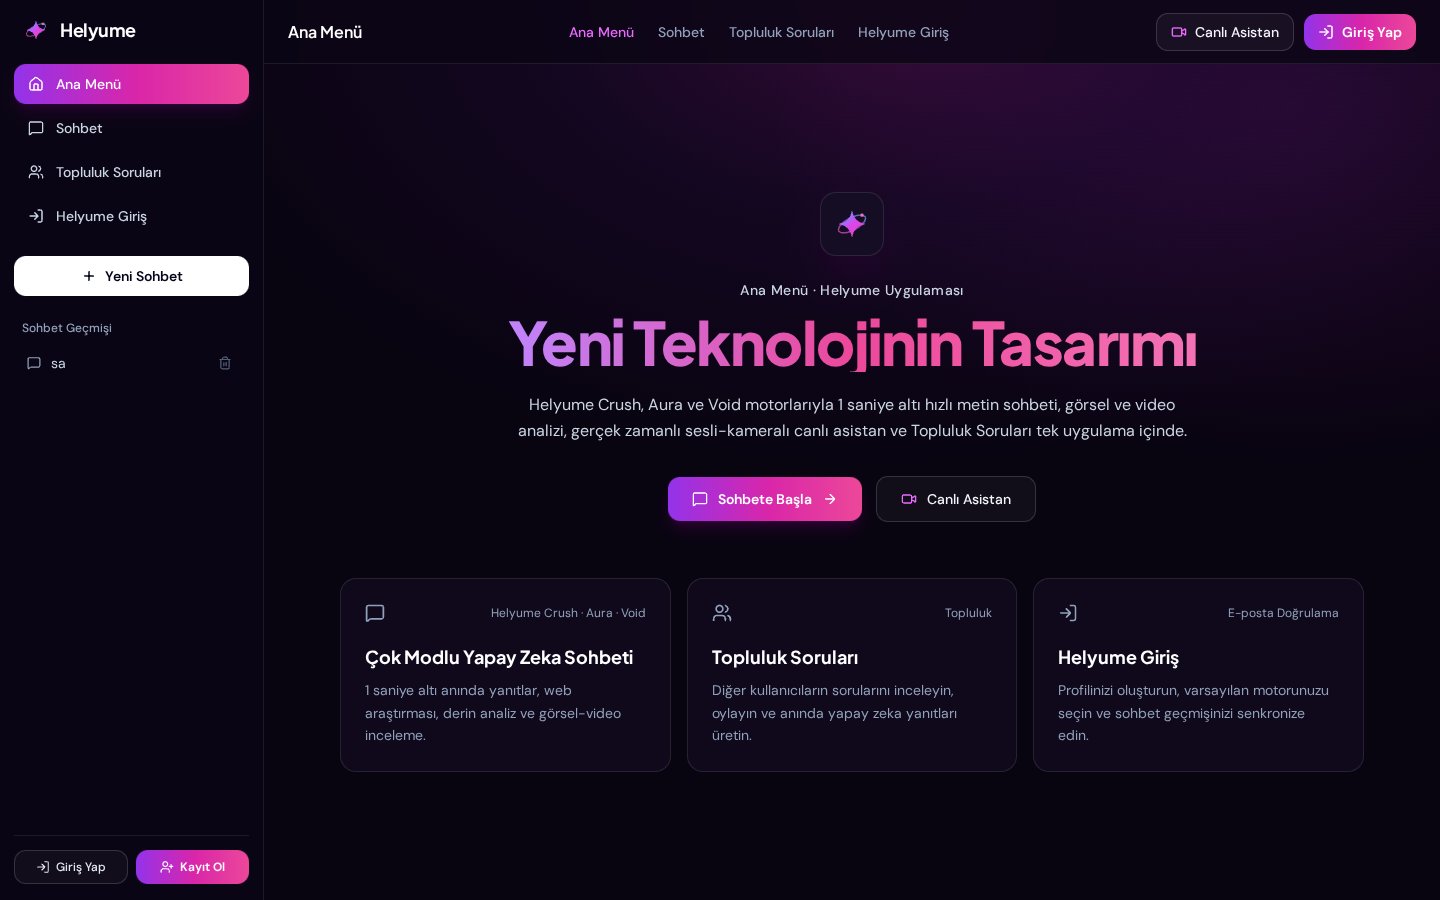 Helyume
Ana Menü
Sohbet
Topluluk Soruları
Helyume Giriş
Yeni Sohbet
Sohbet Geçmişi
sa
Giriş Yap
Kayıt Ol
Ana Menü
Ana Menü
Sohbet
Topluluk Soruları
Helyume Giriş
Canlı Asistan
Giriş Yap
Ana Menü · Helyume Uygulaması
Yeni Teknolojinin Tasarımı
Helyume Crush, Aura ve Void motorlarıyla 1 saniye altı hızlı metin sohbeti, görsel ve video
analizi, gerçek zamanlı sesli-kameralı canlı asistan ve Topluluk Soruları tek uygulama içinde.
Sohbete Başla
Canlı Asistan
Helyume Crush · Aura · Void
Çok Modlu Yapay Zeka Sohbeti
1 saniye altı anında yanıtlar, web
araştırması, derin analiz ve görsel-video
inceleme.
Topluluk
Topluluk Soruları
Diğer kullanıcıların sorularını inceleyin,
oylayın ve anında yapay zeka yanıtları
üretin.
E-posta Doğrulama
Helyume Giriş
Profilinizi oluşturun, varsayılan motorunuzu
seçin ve sohbet geçmişinizi senkronize
edin.